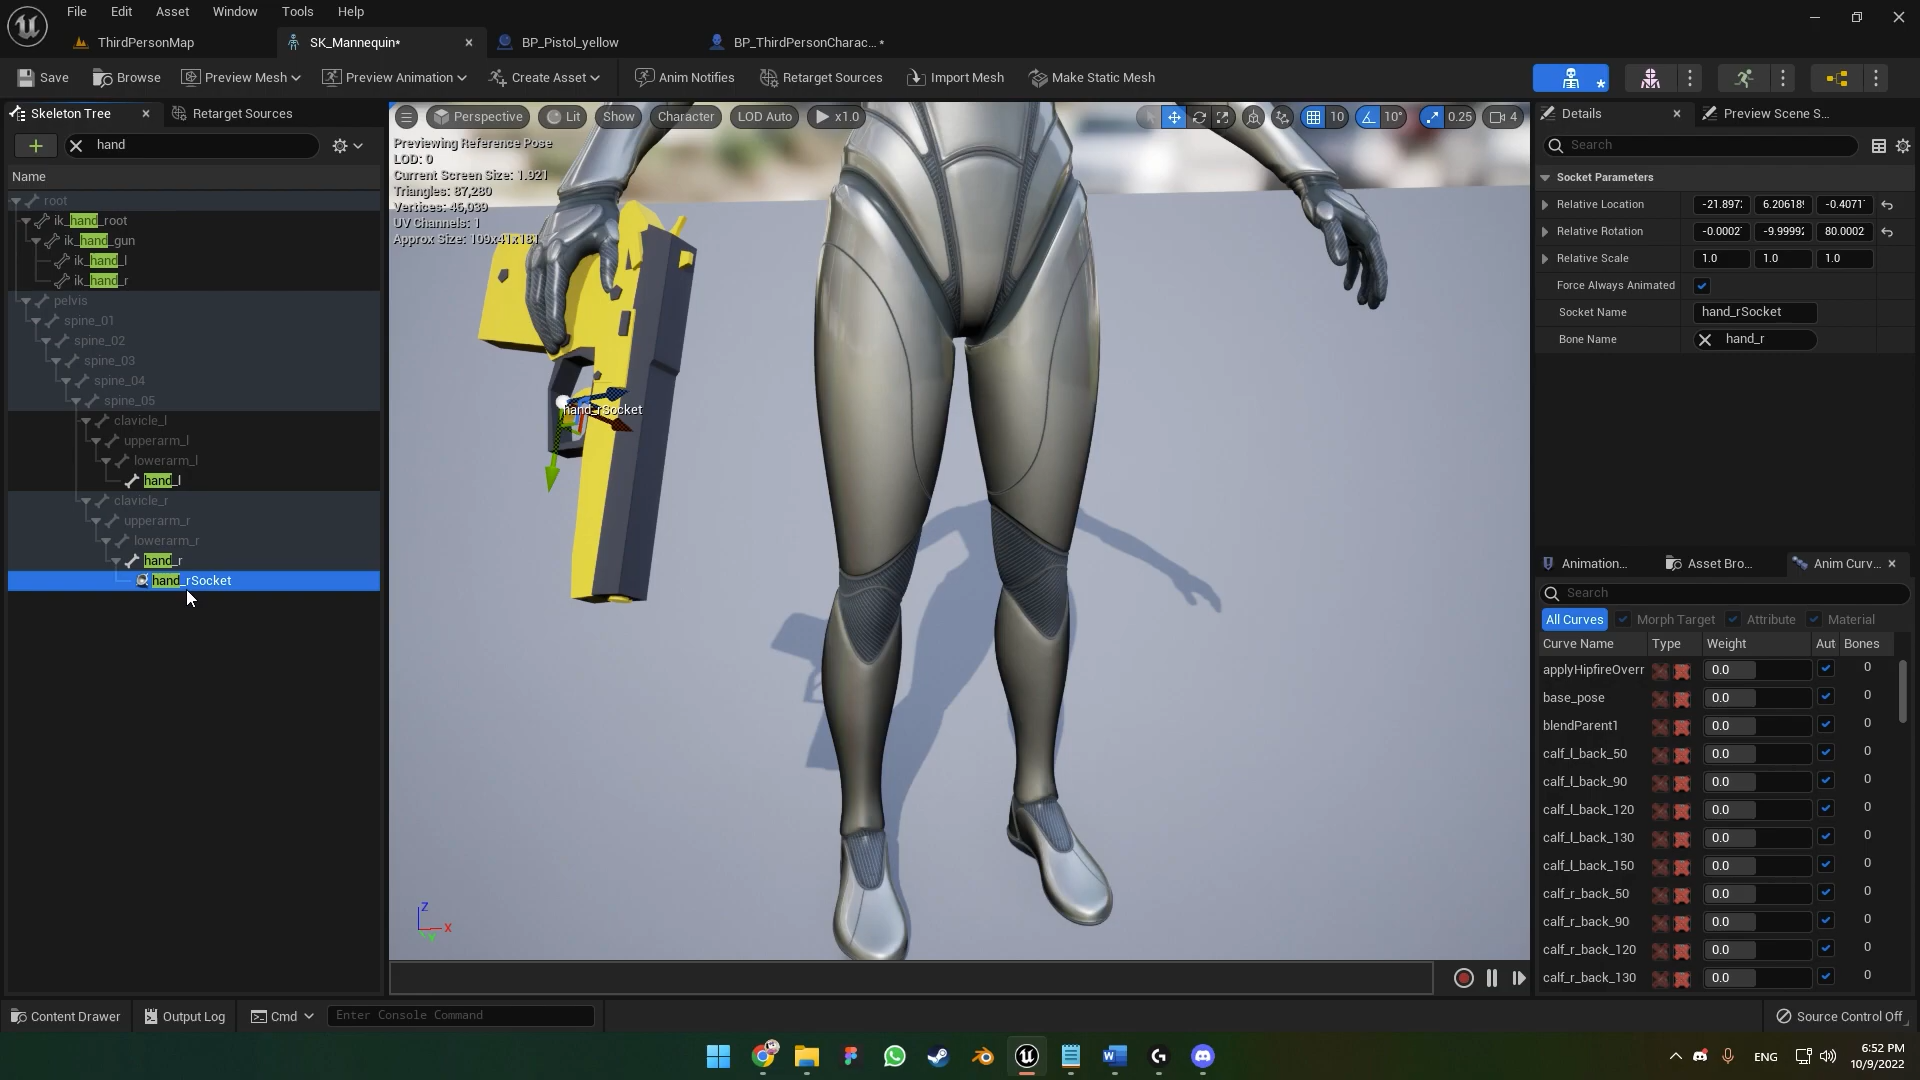 File Edit Asset Window Tools Help
ThirdPersonMap SK_Mannequin* BP_Pistol_yellow BP_ThirdPersonCharac... *
Save Browse Preview Mesh Preview Animation Create Asset Anim Notifies Retarget Sources Import Mesh Make Static Mesh
Skeleton Tree Retarget Sources
hand
Name
root
ik_hand_root
ik_hand_gun
ik_hand_l
ik_hand_r
pelvis
spine_01
spine_02
spine_03
spine_04
spine_05
clavicle_l
upperarm_l
lowerarm_l
hand_l
clavicle_r
upperarm_r
lowerarm_r
hand_r
hand_rSocket
Perspective Lit Show Character LOD Auto x1.0 10 10° 0.25 4
Previewing Reference Pose
LOD: 0
Current Screen Size: 1.921
Triangles: 87,280
Vertices: 46,039
UV Channels: 1
Approx Size: 109x41x181
hand_rSocket
Z
X
Y
Details Preview Scene S...
Search
Socket Parameters
Relative Location -21.897 6.20618 -0.4071
Relative Rotation -0.0002 -9.9999 80.0002
Relative Scale 1.0 1.0 1.0
Force Always Animated
Socket Name hand_rSocket
Bone Name hand_r
Animation... Asset Bro... Anim Curv...
Search
All Curves Morph Target Attribute Material
Curve Name Type Weight Aut Bones
applyHipfireOverr 0.0 0
base_pose 0.0 0
blendParent1 0.0 0
calf_l_back_50 0.0 0
calf_l_back_90 0.0 0
calf_l_back_120 0.0 0
calf_l_back_130 0.0 0
calf_l_back_150 0.0 0
calf_r_back_50 0.0 0
calf_r_back_90 0.0 0
calf_r_back_120 0.0 0
calf_r_back_130 0.0 0
Content Drawer Output Log Cmd Enter Console Command Source Control Off
ENG 6:52 PM
10/9/2022